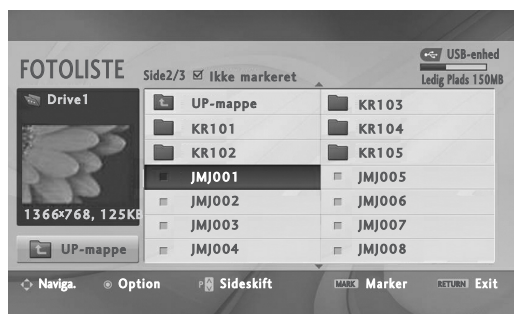 USB-enhed
FOTOLISTE
Side2/3 Ikke markeret
Ledig Plads 150MB
Drive1
1366x768, 125KB
UP-mappe
UP-mappe
KR101
KR102
JMJ001
JMJ002
JMJ003
JMJ004
KR103
KR104
KR105
JMJ005
JMJ006
JMJ007
JMJ008
Naviga.
Option
P Sideskift
MARK Marker
RETURN Exit